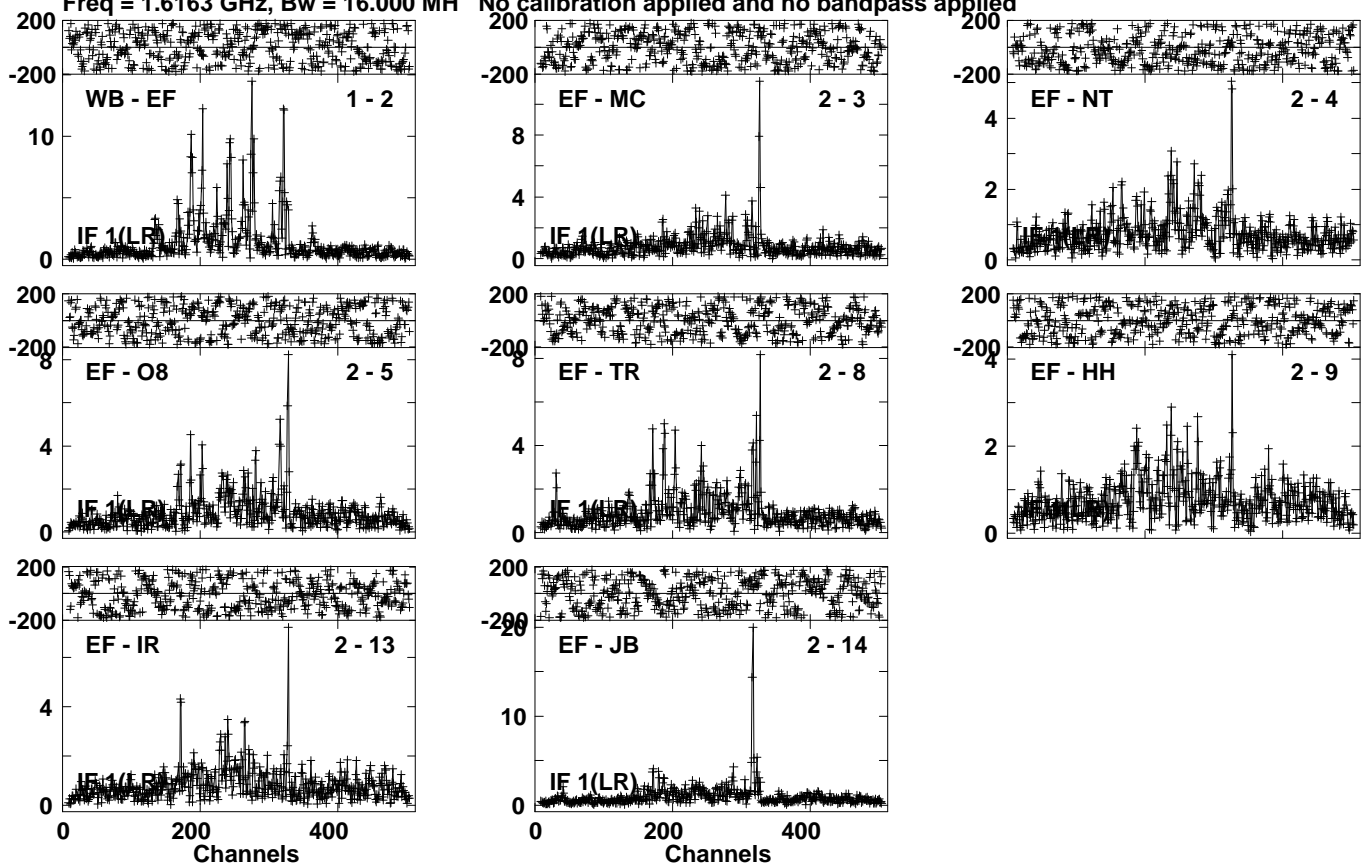 Freq = 1.6163 GHz, Bw = 16.000 MH No calibration applied and no bandpass applied
200
-200
WB - EF 1 - 2
10
IF 1(LR)
0
EF - MC 2 - 3
8
4
IF 1(LR)
0
200
-200
EF - NT 2 - 4
4
2
0
200
-200
8
EF - O8 2 - 5
4
IF 1(LR)
0
8
EF - TR 2 - 8
4
IF 1(LR)
0
200
-200
4
EF - HH 2 - 9
2
0
200
-200
EF - IR 2 - 13
4
IF 1(LR)
0
-200
20
EF - JB 2 - 14
10
IF 1(LR)
0
0 200 400
Channels
0 200 400
Channels